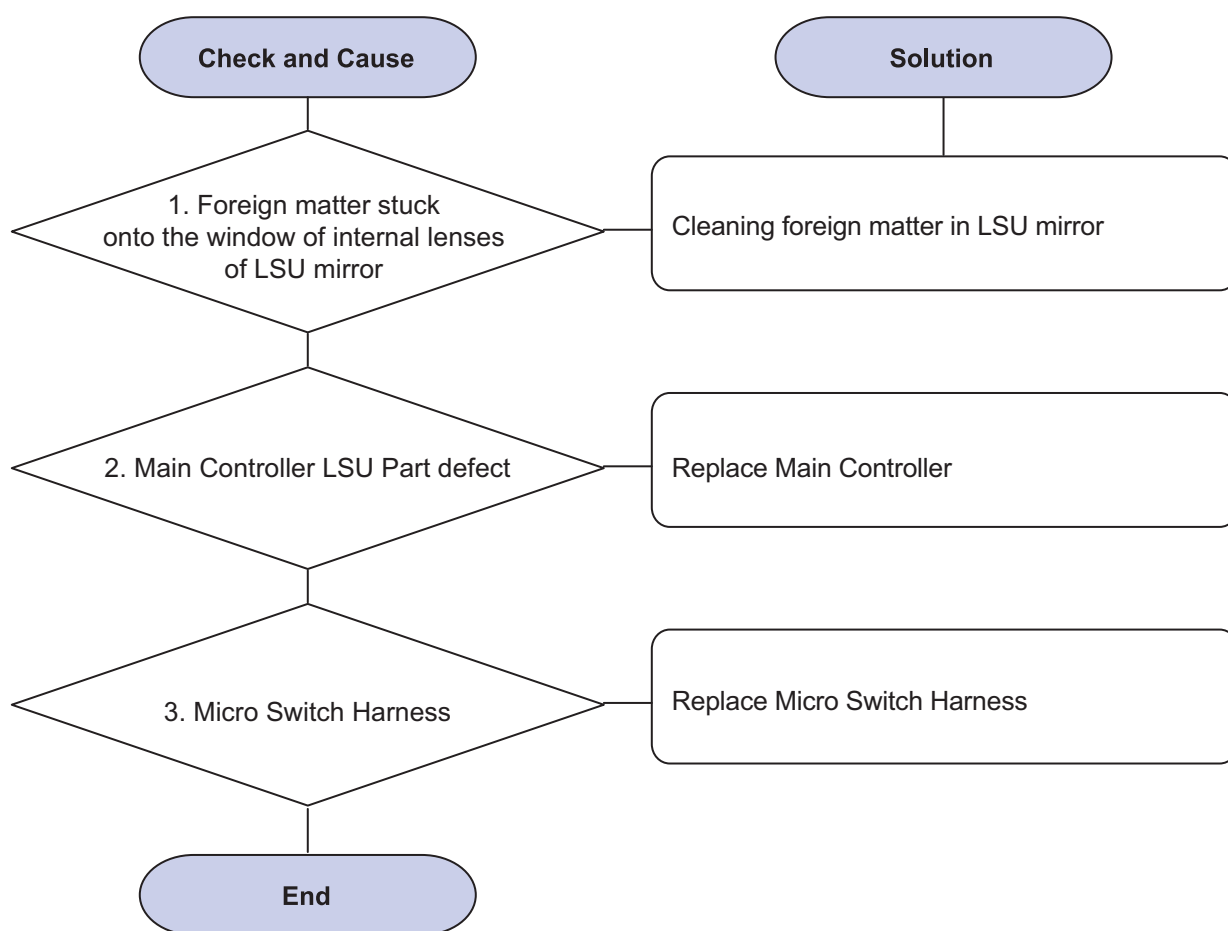 Check and Cause
Solution
1. Foreign matter stuck
onto the window of internal lenses
of LSU mirror
Cleaning foreign matter in LSU mirror
2. Main Controller LSU Part defect
Replace Main Controller
3. Micro Switch Harness
Replace Micro Switch Harness
End